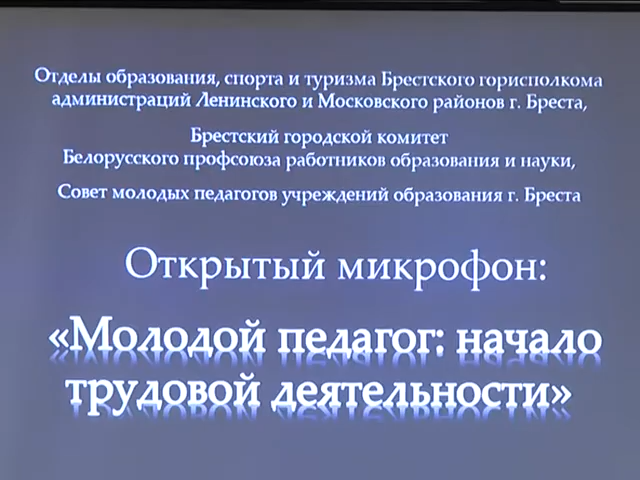 Отделы образования, спорта и туризма Брестского горисполкома
администраций Ленинского и Московского районов г. Бреста,
Брестский городской комитет
Белорусского профсоюза работников образования и науки,
Совет молодых педагогов учреждений образования г. Бреста
Открытый микрофон:
«Молодой педагог: начало
трудовой деятельности»